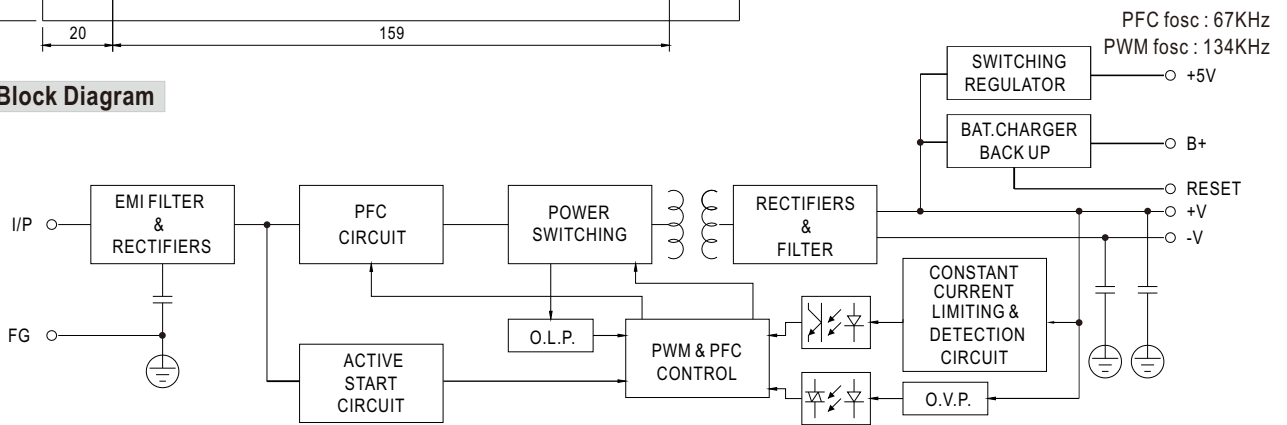 20
159
PFC fosc : 67KHz
PWM fosc : 134KHz
Block Diagram
SWITCHING
REGULATOR
+5V
BAT.CHARGER
BACK UP
B+
RESET
+V
-V
I/P
EMI FILTER
&
RECTIFIERS
PFC
CIRCUIT
POWER
SWITCHING
RECTIFIERS
&
FILTER
FG
O.L.P.
PWM & PFC
CONTROL
ACTIVE
START
CIRCUIT
CONSTANT
CURRENT
LIMITING &
DETECTION
CIRCUIT
O.V.P.